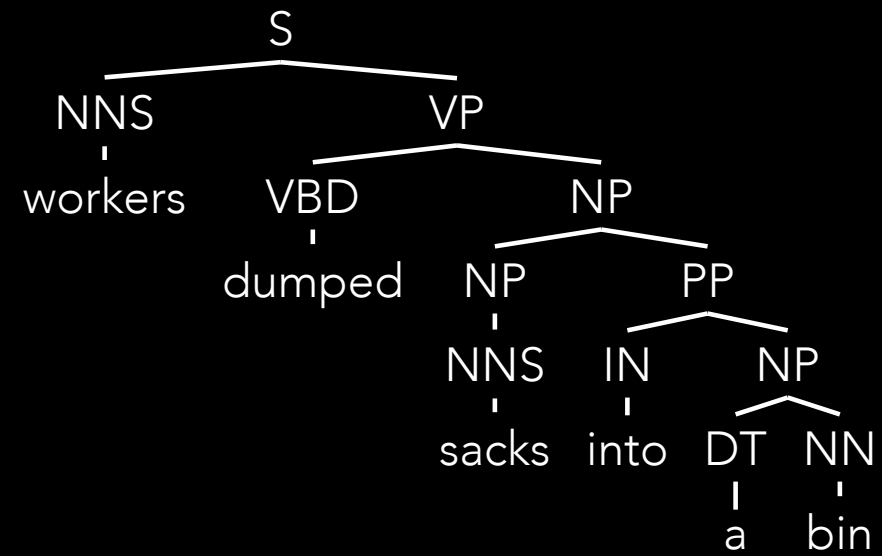 S
NNS VP
workers VBD NP
dumped NP PP
NNS IN NP
sacks into DT NN
a bin